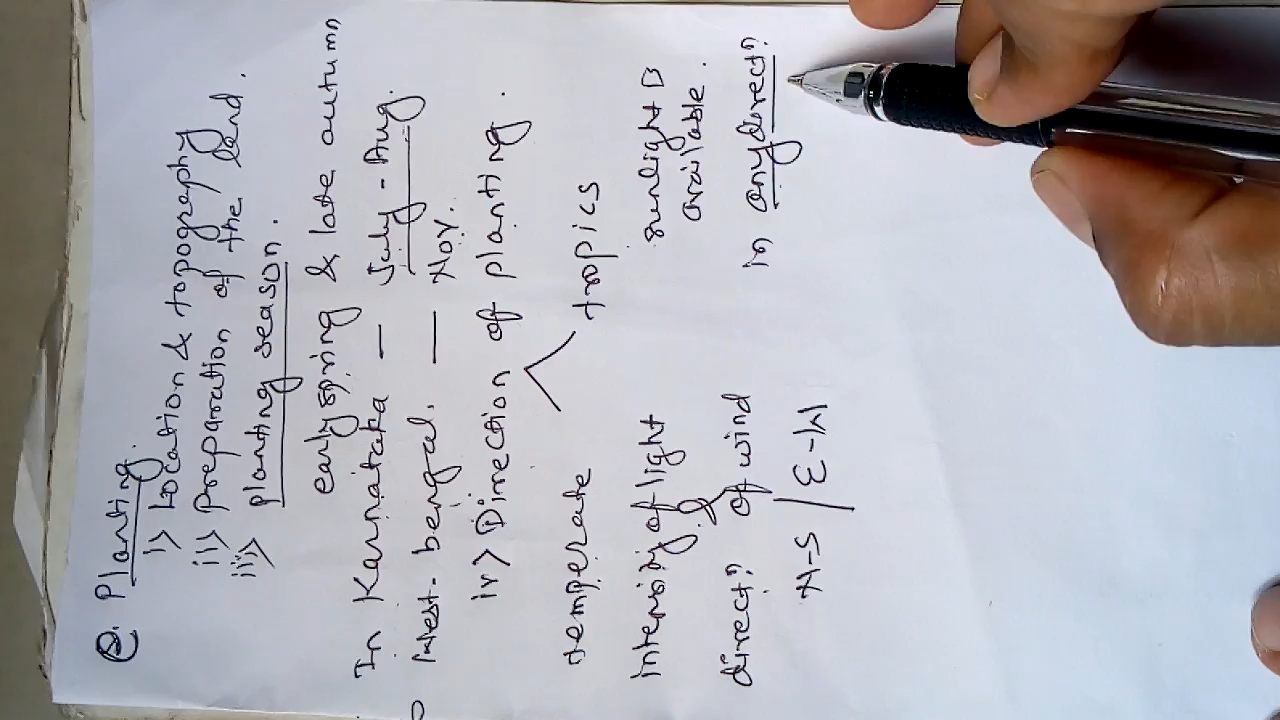 @. Planting.
i> Location & topography
ii> Preparation of the land.
iii> planting season.
early spring & late autumn
In Karnataka — July - Aug.
West-bengal. — Nov.
iv> Direction of planting.
temperate tropics
intensity of light & direct? of wind
S-N / E-W
sunlight is available.
in any direct?